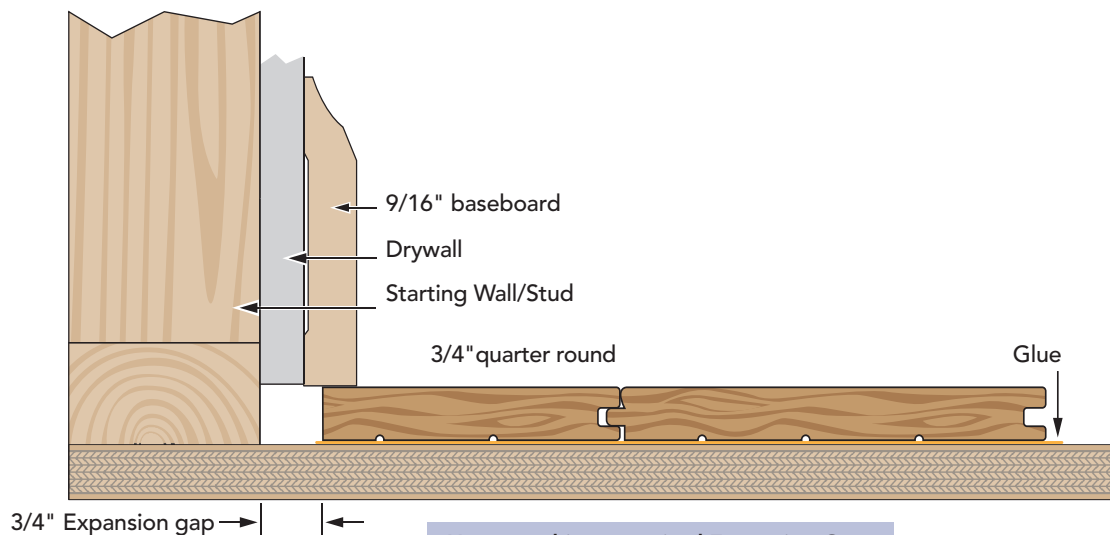 9/16" baseboard
Drywall
Starting Wall/Stud
3/4" quarter round
Glue
3/4" Expansion gap